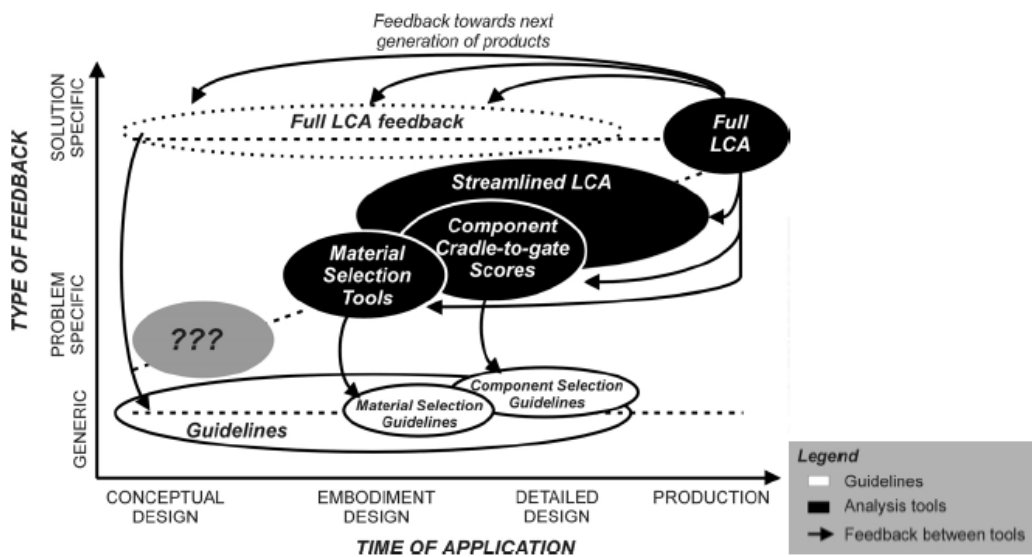 Feedback towards next
generation of products
TYPE OF FEEDBACK
SOLUTION
SPECIFIC
PROBLEM
SPECIFIC
GENERIC
Full LCA feedback
Full
LCA
Streamlined LCA
Component
Cradle-to-gate
Scores
Material
Selection
Tools
???
Component Selection
Guidelines
Material Selection
Guidelines
Guidelines
CONCEPTUAL
DESIGN
EMBODIMENT
DESIGN
DETAILED
DESIGN
PRODUCTION
TIME OF APPLICATION
Legend
Guidelines
Analysis tools
Feedback between tools